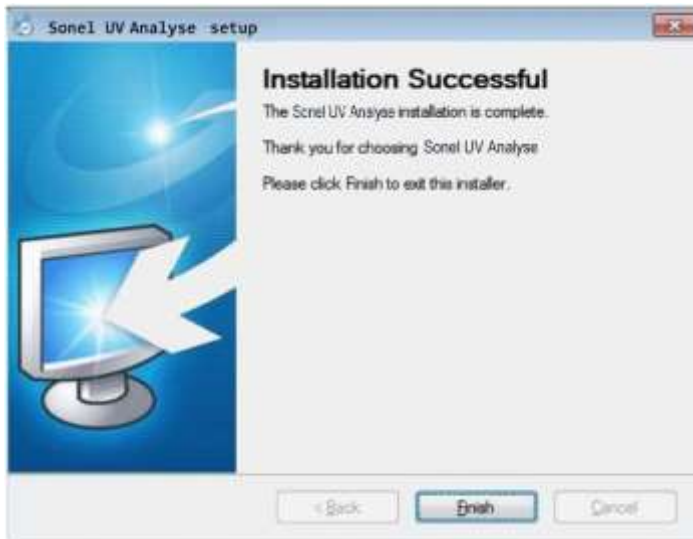 Sonel UV Analyse setup
Installation Successful
The Sonel UV Analyse installation is complete.
Thank you for choosing Sonel UV Analyse
Please click Finish to exit this installer.
< Back
Finish
Cancel